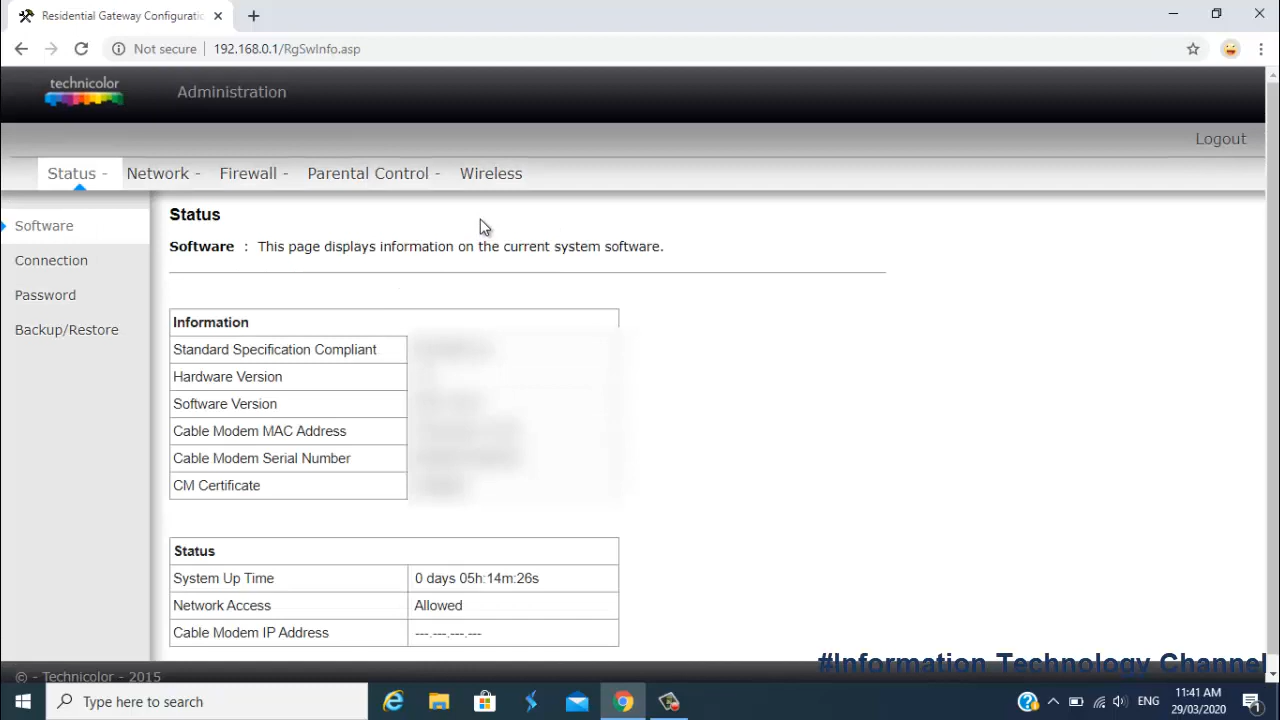 Residential Gateway Configuratio
Not secure 192.168.0.1/RgSwInfo.asp
technicolor
Administration
Logout
Status - Network - Firewall - Parental Control - Wireless
Software
Connection
Password
Backup/Restore
Status
Software : This page displays information on the current system software.
Information
Standard Specification Compliant
Hardware Version
Software Version
Cable Modem MAC Address
Cable Modem Serial Number
CM Certificate
Status
System Up Time 0 days 05h:14m:26s
Network Access Allowed
Cable Modem IP Address ---.---.---.---
© - Technicolor - 2015
#Information Technology Channel
Type here to search
ENG
11:41 AM
29/03/2020
1